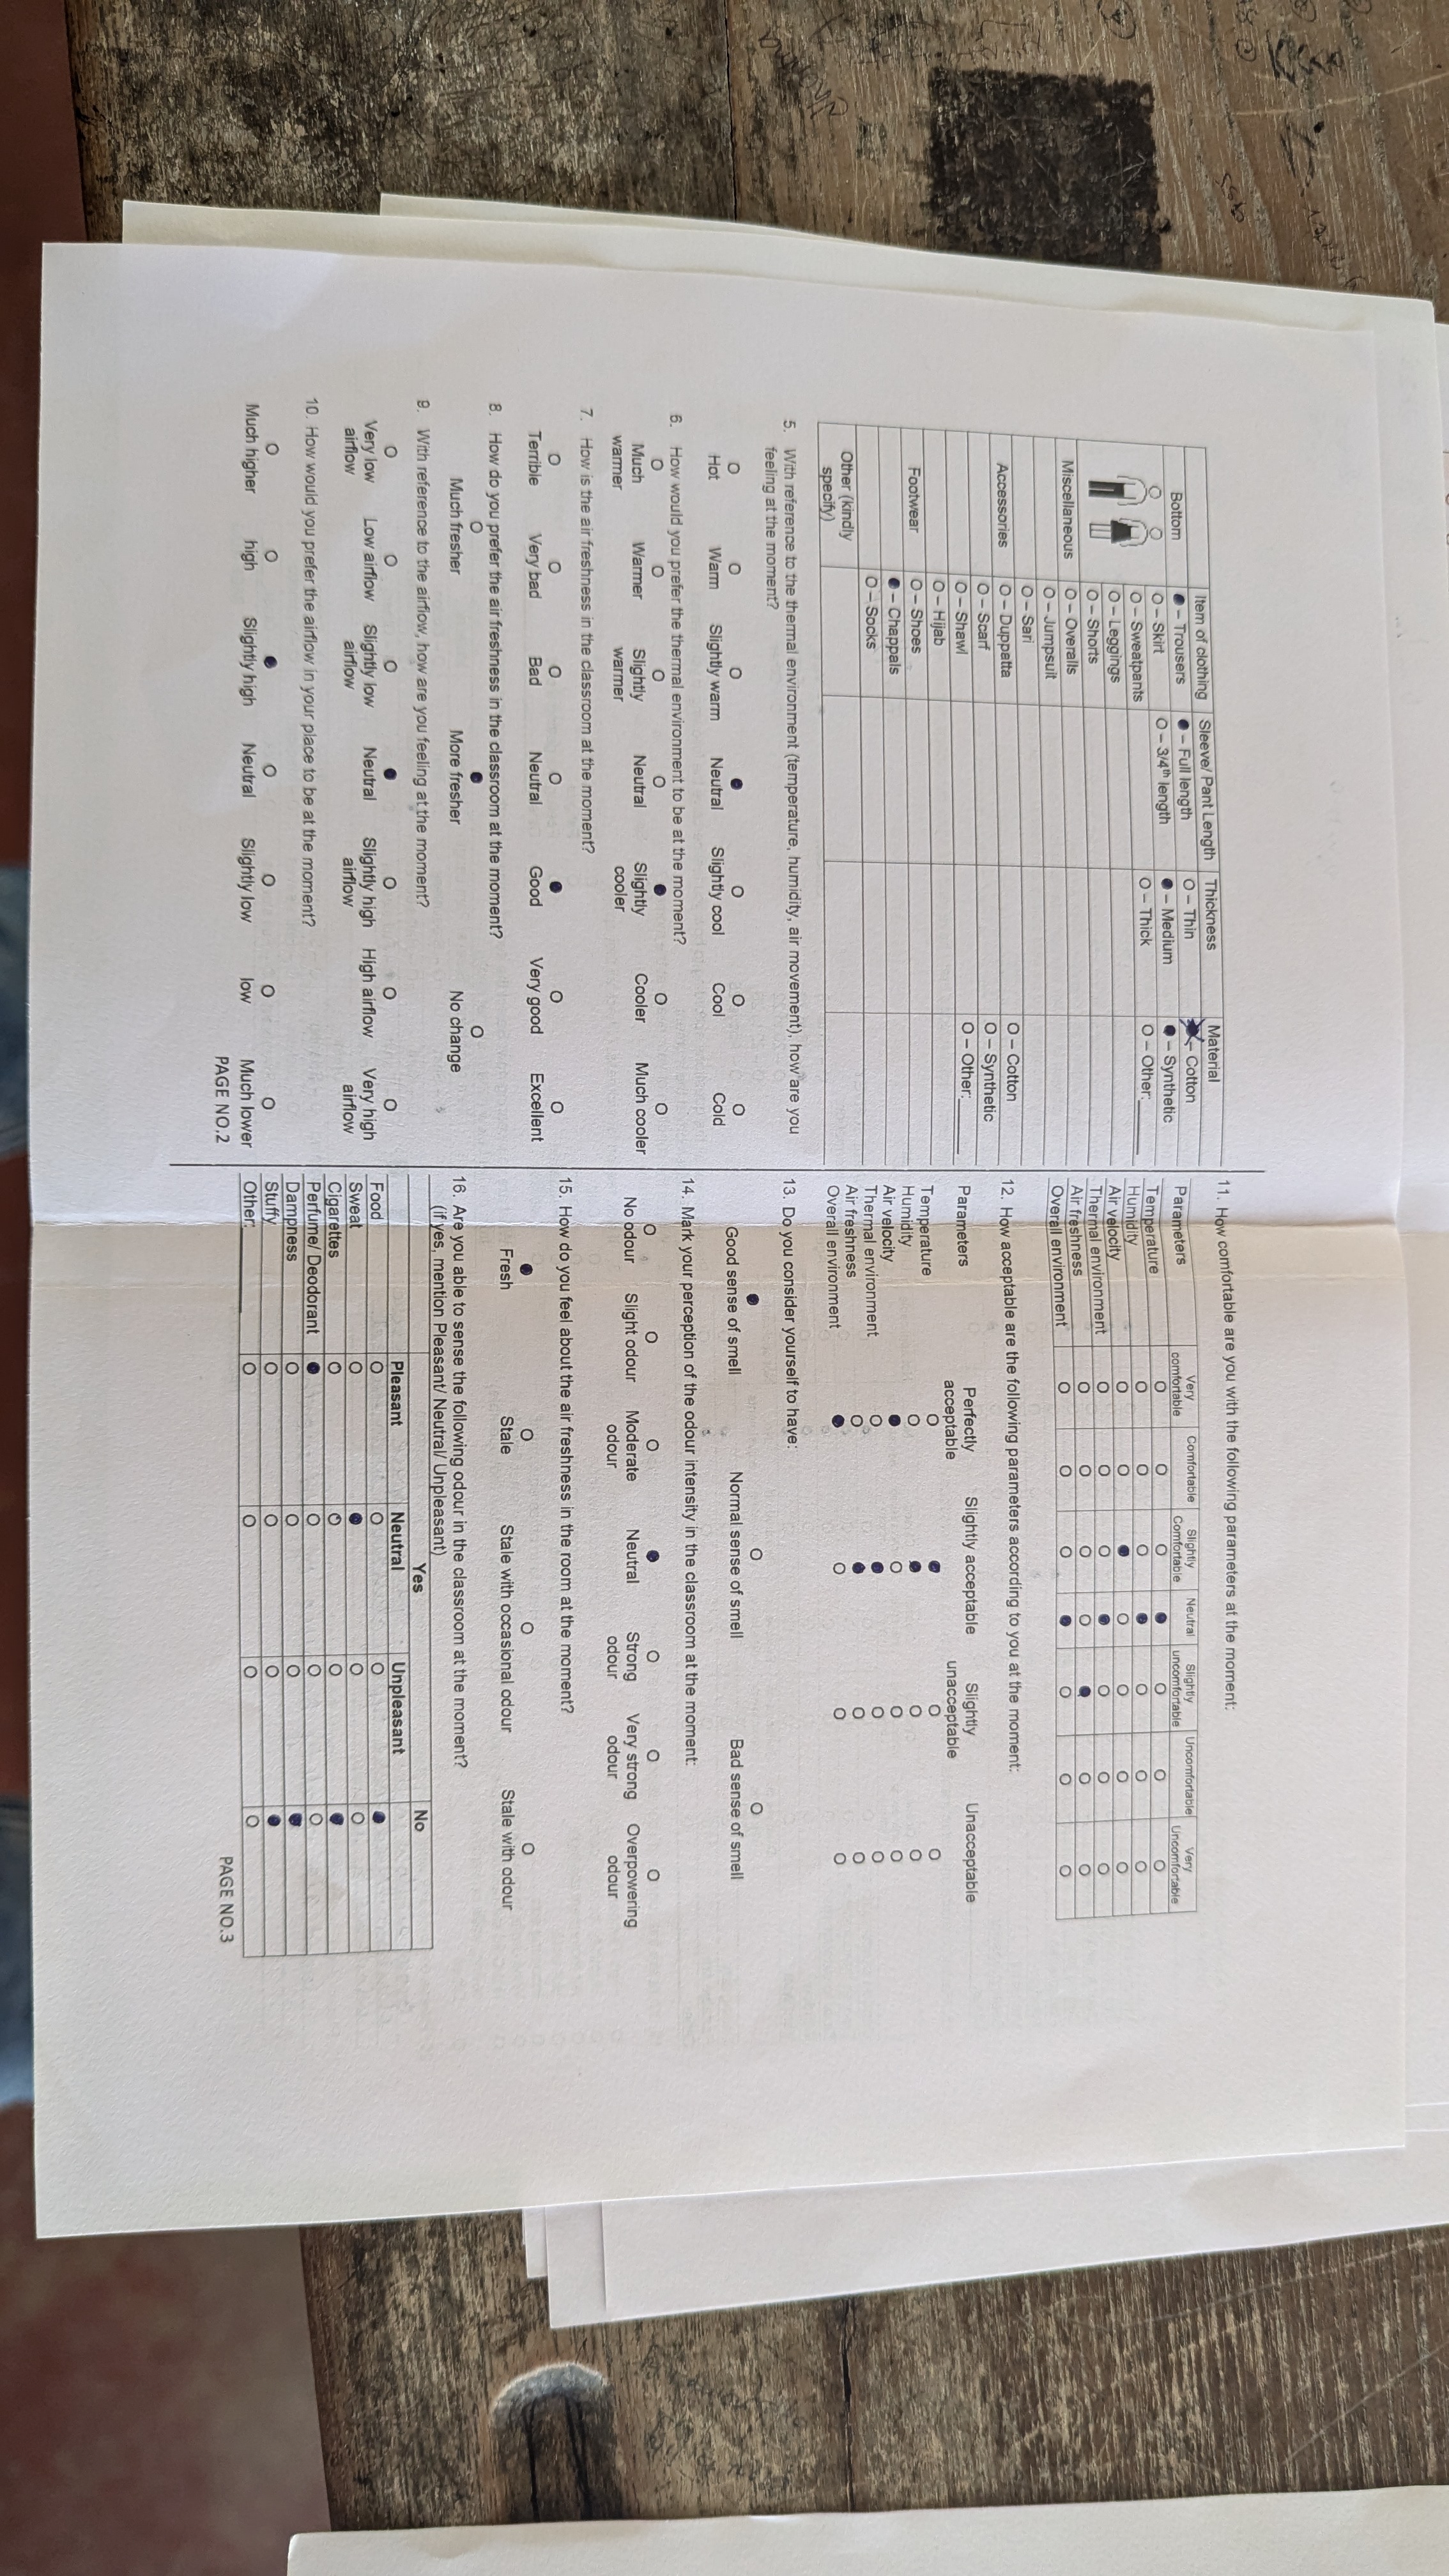 Item of clothing Sleeve/ Pant Length Thickness Material
Bottom ● – Trousers ● – Full length O – Thin – Cotton
O – Skirt O – 3/4th length ● – Medium ● – Synthetic
O – Sweatpants O – Thick O – Other:______
O – Leggings
O – Shorts
Miscellaneous O – Overalls
O – Jumpsuit
O – Sari
Accessories O – Duppatta O – Cotton
O – Scarf O – Synthetic
O – Shawl O – Other:______
O – Hijab
Footwear O – Shoes
● – Chappals
O – Socks
Other (kindly
specify)
5. With reference to the thermal environment (temperature, humidity, air movement), how are you
feeling at the moment?
O O O ● O O O
Hot Warm Slightly warm Neutral Slightly cool Cool Cold
6. How would you prefer the thermal environment to be at the moment?
O O O O ● O O
Much Warmer Slightly Neutral Slightly Cooler Much cooler
warmer warmer cooler
7. How is the air freshness in the classroom at the moment?
O O O O ● O O
Terrible Very bad Bad Neutral Good Very good Excellent
8. How do you prefer the air freshness in the classroom at the moment?
O ● O
Much fresher More fresher No change
9. With reference to the airflow, how are you feeling at the moment?
O O O ● O O O
Very low Low airflow Slightly low Neutral Slightly high High airflow Very high
airflow airflow airflow airflow
10. How would you prefer the airflow in your place to be at the moment?
O O ● O O O O
Much higher high Slightly high Neutral Slightly low low Much lower
PAGE NO.2
11. How comfortable are you with the following parameters at the moment:
Parameters Very Comfortable Slightly Neutral Slightly Uncomfortable Very
comfortable Comfortable uncomfortable Uncomfortable
Temperature O O O ● O O O
Humidity O O O ● O O O
Air velocity O O ● O O O O
Thermal environment O O O ● O O O
Air freshness O O O O ● O O
Overall environment O O O ● O O O
12. How acceptable are the following parameters according to you at the moment:
Parameters Perfectly Slightly acceptable Slightly Unacceptable
acceptable unacceptable
Temperature O ● O O
Humidity O ● O O
Air velocity ● O O O
Thermal environment O ● O O
Air freshness O ● O O
Overall environment ● O O O
13. Do you consider yourself to have:
● O O
Good sense of smell Normal sense of smell Bad sense of smell
14. Mark your perception of the odour intensity in the classroom at the moment:
O O O ● O O O
No odour Slight odour Moderate Neutral Strong Very strong Overpowering
odour odour odour odour
15. How do you feel about the air freshness in the room at the moment?
● O O O
Fresh Stale Stale with occasional odour Stale with odour
16. Are you able to sense the following odour in the classroom at the moment?
(if yes, mention Pleasant/ Neutral/ Unpleasant)
Yes No
Pleasant Neutral Unpleasant
Food O O O ●
Sweat O ● O O
Cigarettes O O O ●
Perfume/ Deodorant ● O O O
Dampness O O O ●
Stuffy O O O ●
Other:________ O O O O
PAGE NO.3